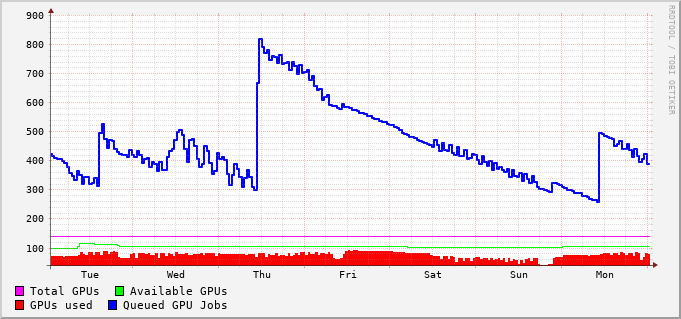 900
800
700
600
500
400
300
200
100
Tue Wed Thu Fri Sat Sun Mon
Total GPUs Available GPUs
GPUs used Queued GPU Jobs
RRDTOOL / TOBI OETIKER